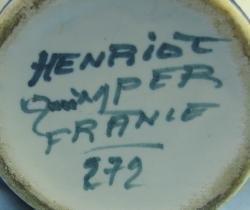 HENRIOT
QUIMPER
FRANCE
272